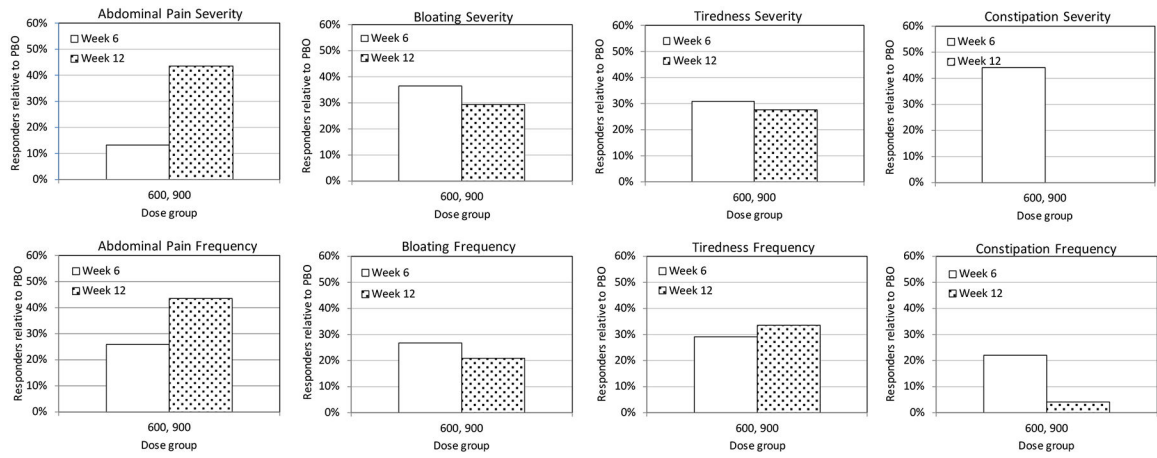 Abdominal Pain Severity
Responders relative to PBO
60%
50%
40%
30%
20%
10%
0%
Week 6
Week 12
600, 900
Dose group
Bloating Severity
Responders relative to PBO
60%
50%
40%
30%
20%
10%
0%
Week 6
Week 12
600, 900
Dose group
Tiredness Severity
Responders relative to PBO
60%
50%
40%
30%
20%
10%
0%
Week 6
Week 12
600, 900
Dose group
Constipation Severity
Responders relative to PBO
60%
50%
40%
30%
20%
10%
0%
Week 6
Week 12
600, 900
Dose group
Abdominal Pain Frequency
Responders relative to PBO
60%
50%
40%
30%
20%
10%
0%
Week 6
Week 12
600, 900
Dose group
Bloating Frequency
Responders relative to PBO
60%
50%
40%
30%
20%
10%
0%
Week 6
Week 12
600, 900
Dose group
Tiredness Frequency
Responders relative to PBO
60%
50%
40%
30%
20%
10%
0%
Week 6
Week 12
600, 900
Dose group
Constipation Frequency
Responders relative to PBO
60%
50%
40%
30%
20%
10%
0%
Week 6
Week 12
600, 900
Dose group